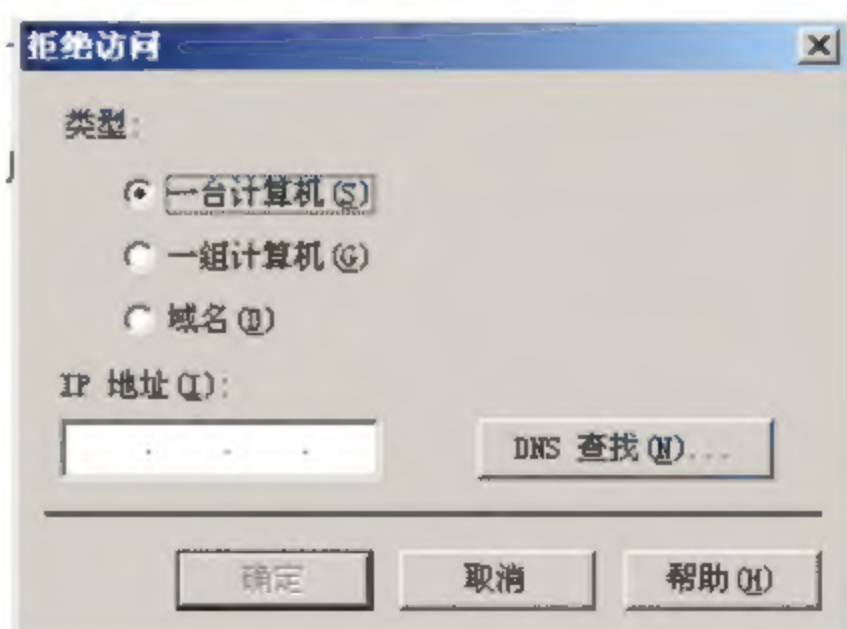 拒绝访问
类型:
一台计算机(S)
一组计算机(G)
域名(D)
IP 地址(I):
. . .
DNS 查找(N)...
确定
取消
帮助(H)